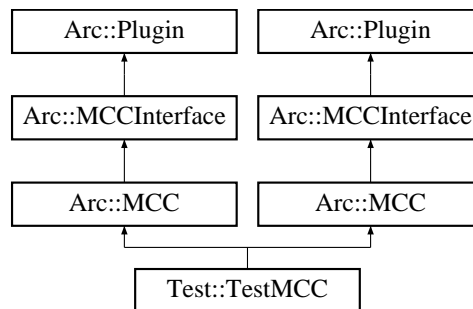 Arc::Plugin Arc::Plugin
Arc::MCCInterface Arc::MCCInterface
Arc::MCC Arc::MCC
Test::TestMCC